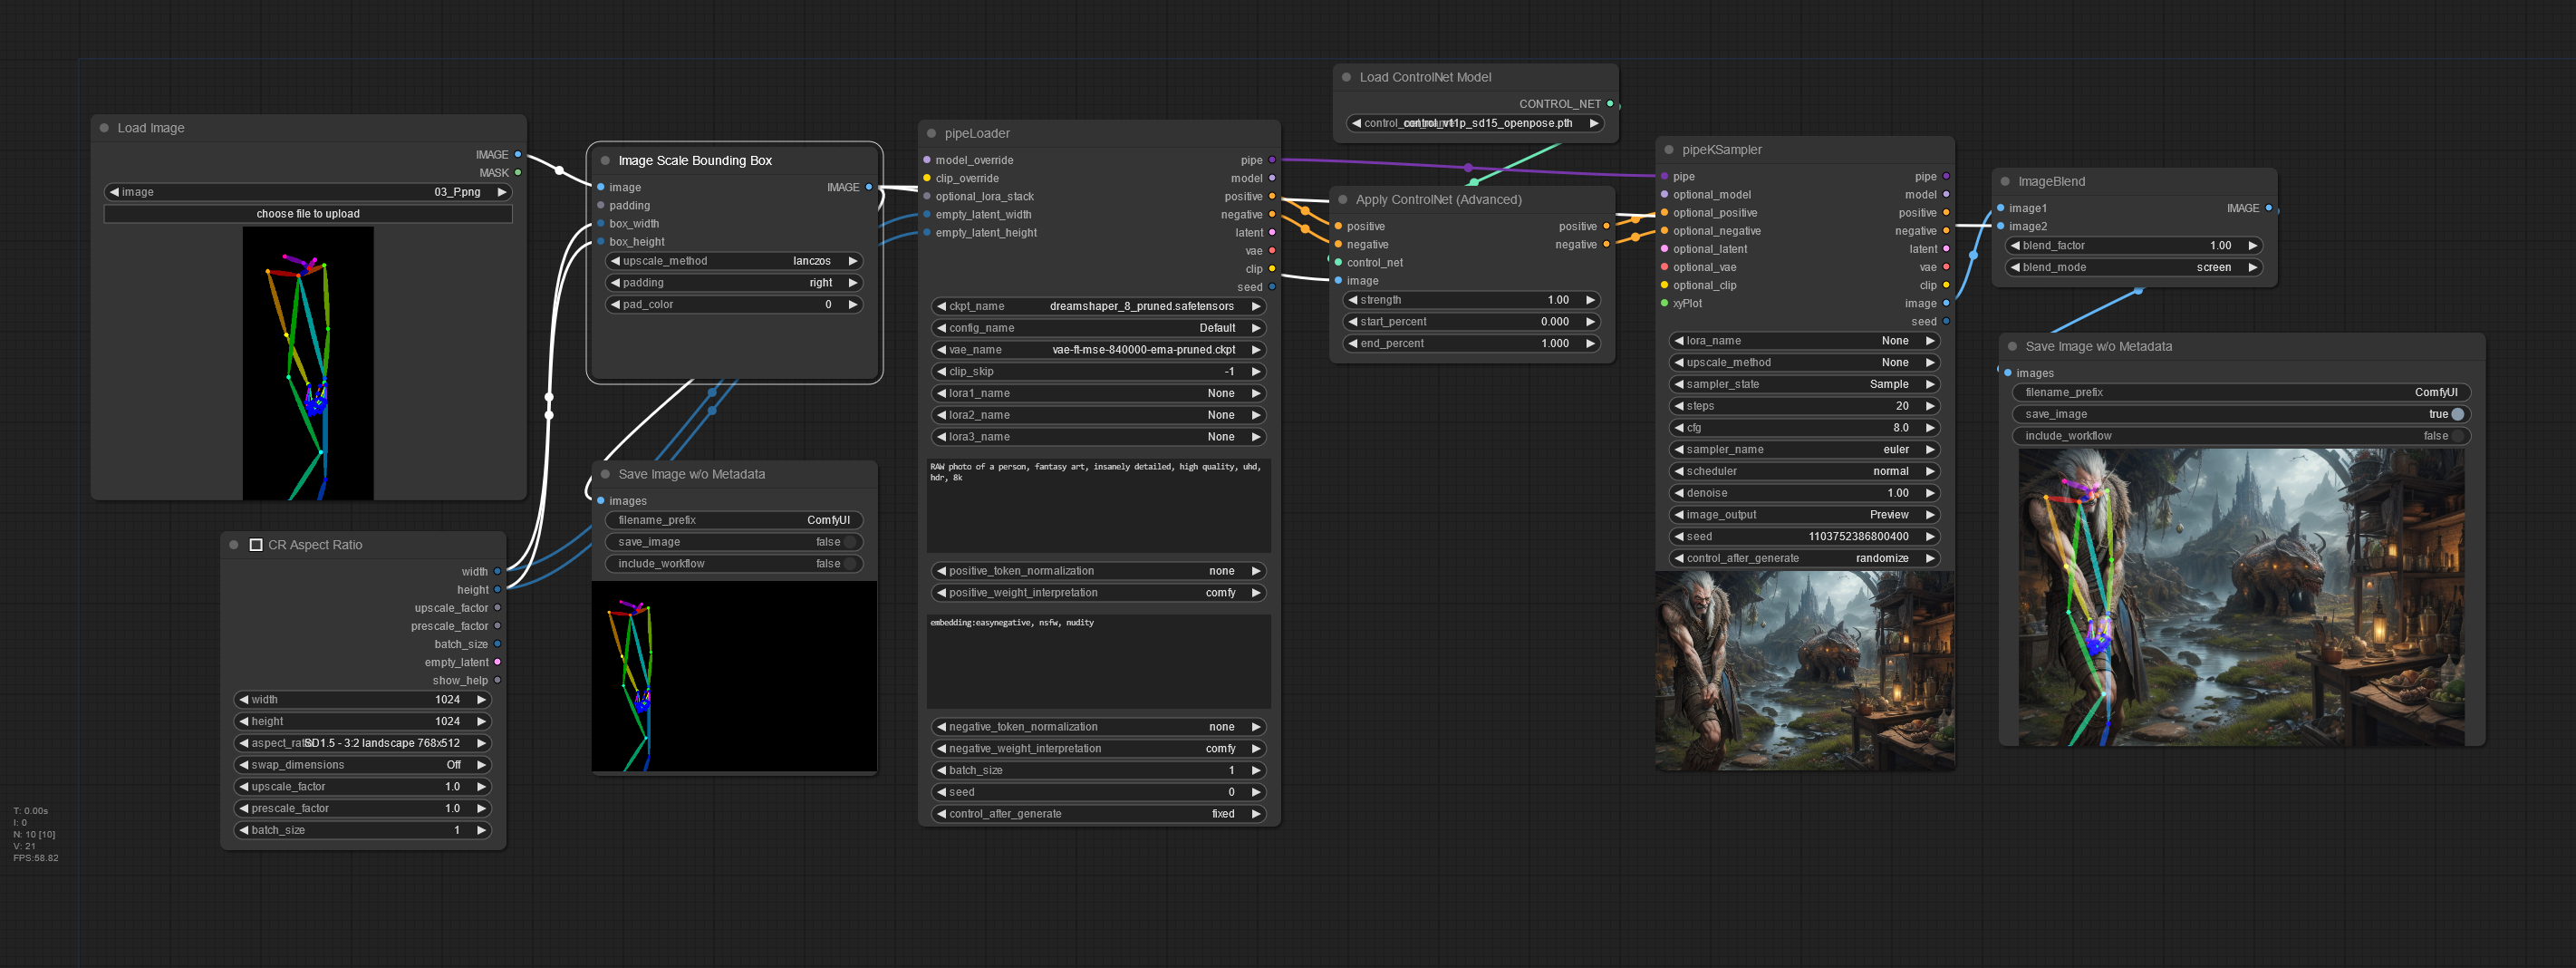 Load Image
IMAGE
MASK
image 03_P.png
choose file to upload
CR Aspect Ratio
width
height
upscale_factor
prescale_factor
batch_size
empty_latent
show_help
width 1024
height 1024
SD1.5 - 3:2 landscape 768x512
swap_dimensions Off
upscale_factor 1.0
prescale_factor 1.0
batch_size 1
T: 0.00s
I: 0
N: 10 [10]
V: 21
FPS:58.82
Image Scale Bounding Box
image IMAGE
padding
box_width
box_height
upscale_method lanczos
padding right
pad_color 0
Save Image w/o Metadata
images
filename_prefix ComfyUI
save_image false
include_workflow false
pipeLoader
model_override pipe
clip_override model
optional_lora_stack positive
empty_latent_width negative
empty_latent_height latent
vae
clip
seed
ckpt_name dreamshaper_8_pruned.safetensors
config_name Default
vae_name vae-ft-mse-840000-ema-pruned.ckpt
clip_skip -1
lora1_name None
lora2_name None
lora3_name None
RAW photo of a person, fantasy art, insanely detailed, high quality, uhd,
hdr, 8k
positive_token_normalization none
positive_weight_interpretation comfy
embedding:easynegative, nsfw, nudity
negative_token_normalization none
negative_weight_interpretation comfy
batch_size 1
seed 0
control_after_generate fixed
Load ControlNet Model
CONTROL_NET
control_v11p_sd15_openpose.pth
Apply ControlNet (Advanced)
positive positive
negative negative
control_net
image
strength 1.00
start_percent 0.000
end_percent 1.000
pipeKSampler
pipe pipe
optional_model model
optional_positive positive
optional_negative negative
optional_latent latent
optional_vae vae
optional_clip clip
xyPlot image
seed
lora_name None
upscale_method None
sampler_state Sample
steps 20
cfg 8.0
sampler_name euler
scheduler normal
denoise 1.00
image_output Preview
seed 1103752386800400
control_after_generate randomize
ImageBlend
image1 IMAGE
image2
blend_factor 1.00
blend_mode screen
Save Image w/o Metadata
images
filename_prefix ComfyUI
save_image true
include_workflow false